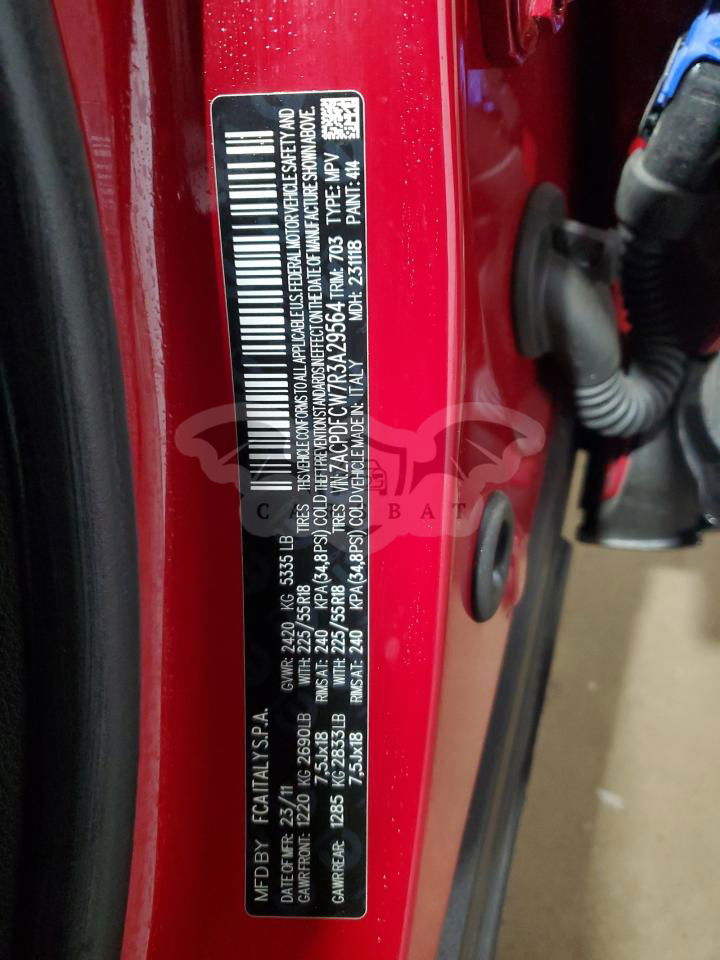 MFD BY FCA ITALY S.P.A.
DATE OF MFR: 23/11 GVWR: 2420 KG 5335 LB
GAWR FRONT: 1220 KG 2690LB WITH: 225/55R18 TIRES
7,5Jx18 RIMS AT: 240 KPA(34,8PSI) COLD
GAWR REAR: 1285 KG 2833LB WITH: 225/55R18 TIRES
7,5Jx18 RIMS AT: 240 KPA(34,8PSI) COLD
THIS VEHICLE CONFORMS TO ALL APPLICABLE U.S. FEDERAL MOTOR VEHICLE SAFETY AND
THEFT PREVENTION STANDARDS IN EFFECT ON THE DATE OF MANUFACTURE SHOWN ABOVE.
VIN: ZACPDFCW7R3A29564 TRIM: 703 TYPE: MPV
VEHICLE MADE IN: ITALY MDH: 231118 PAINT: 414
CARSBAT